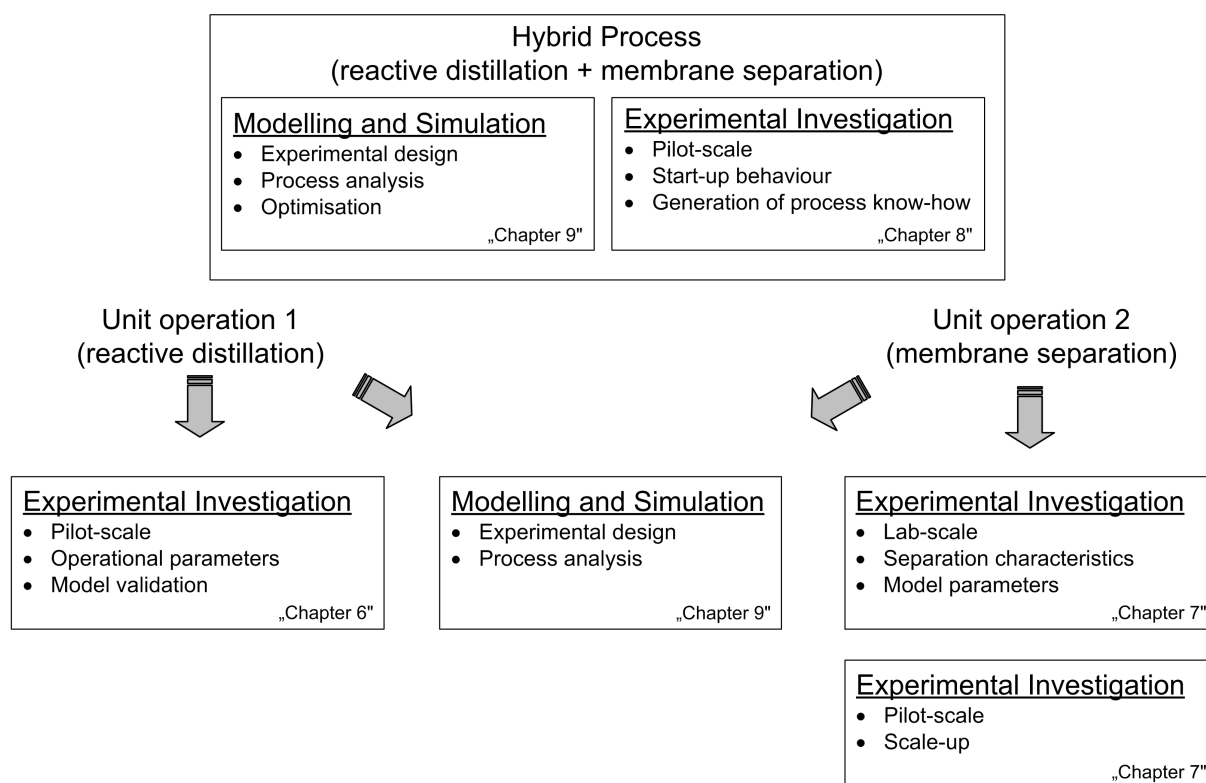 Hybrid Process
(reactive distillation + membrane separation)
Modelling and Simulation
• Experimental design
• Process analysis
• Optimisation
„Chapter 9"
Experimental Investigation
• Pilot-scale
• Start-up behaviour
• Generation of process know-how
„Chapter 8"
Unit operation 1
(reactive distillation)
Unit operation 2
(membrane separation)
Experimental Investigation
• Pilot-scale
• Operational parameters
• Model validation
„Chapter 6"
Modelling and Simulation
• Experimental design
• Process analysis
„Chapter 9"
Experimental Investigation
• Lab-scale
• Separation characteristics
• Model parameters
„Chapter 7"
Experimental Investigation
• Pilot-scale
• Scale-up
„Chapter 7"